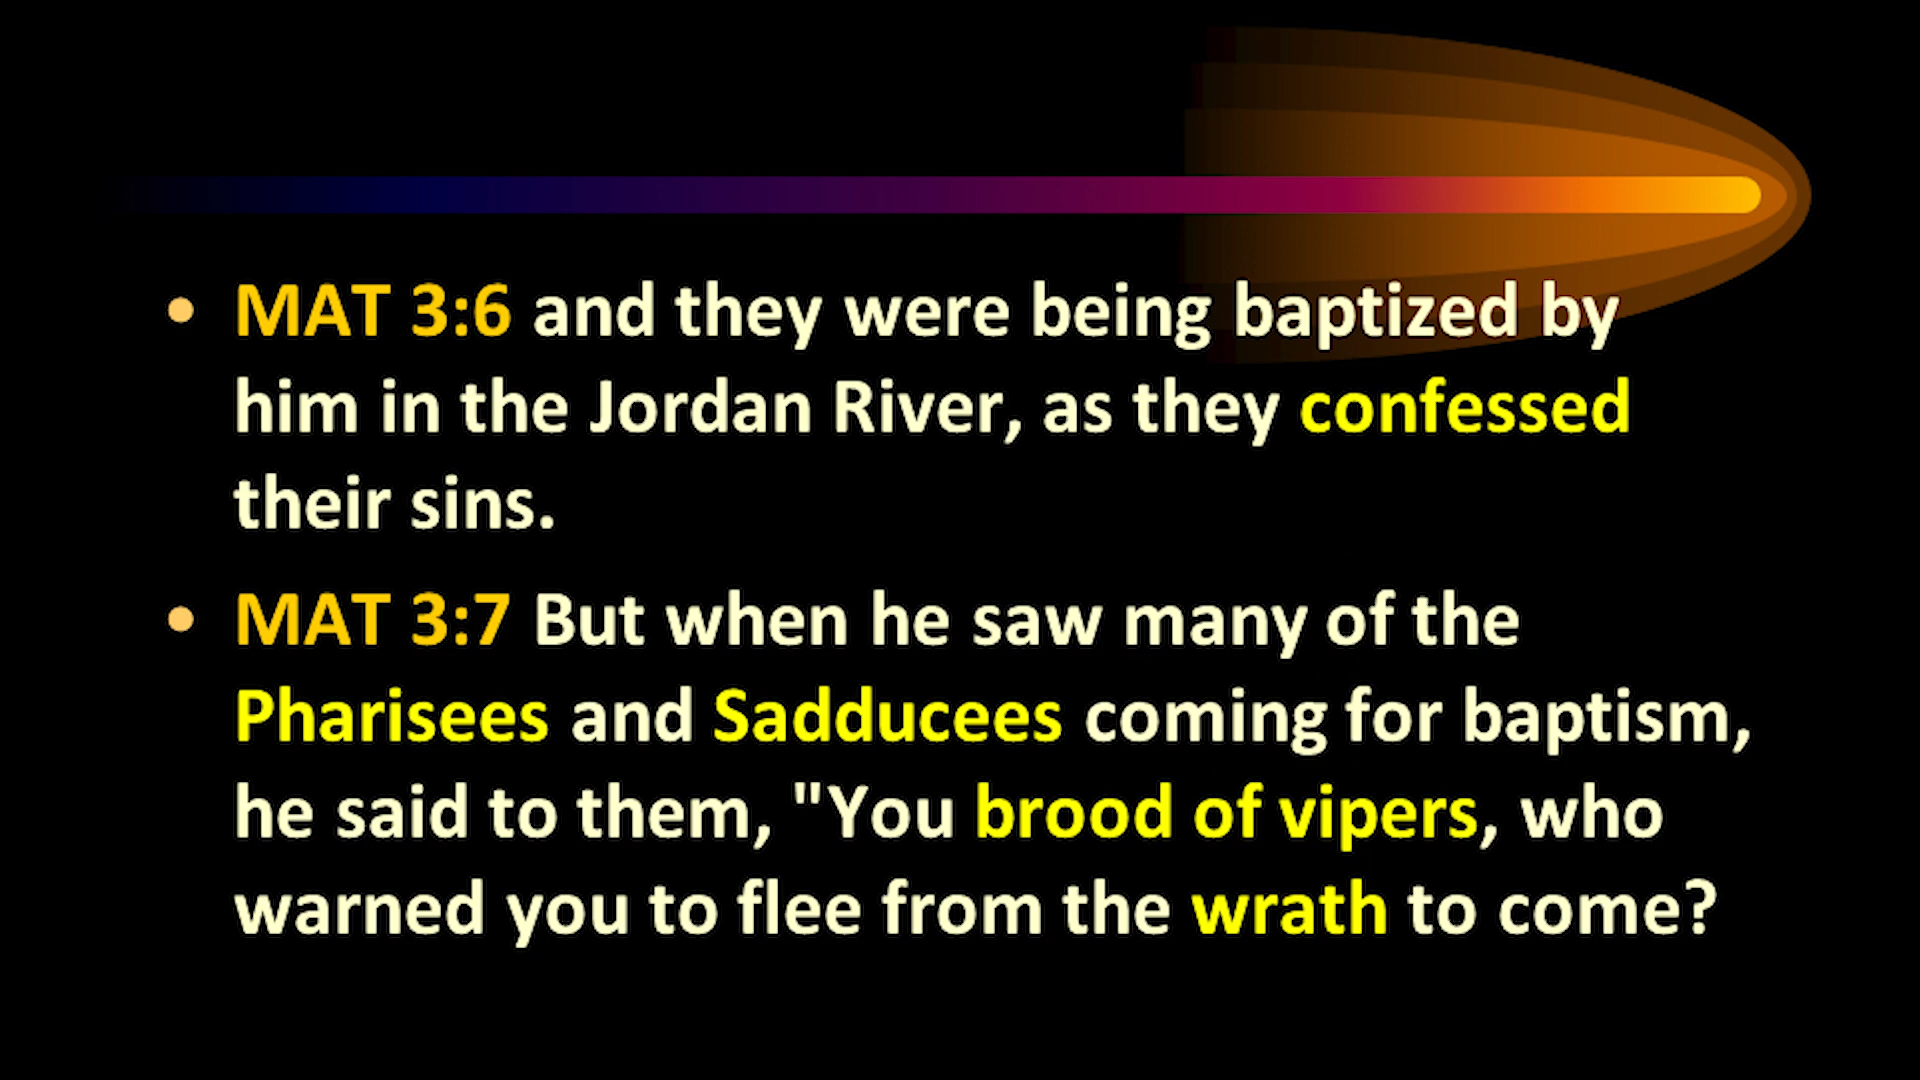 • MAT 3:6 and they were being baptized by
him in the Jordan River, as they confessed
their sins.
• MAT 3:7 But when he saw many of the
Pharisees and Sadducees coming for baptism,
he said to them, "You brood of vipers, who
warned you to flee from the wrath to come?